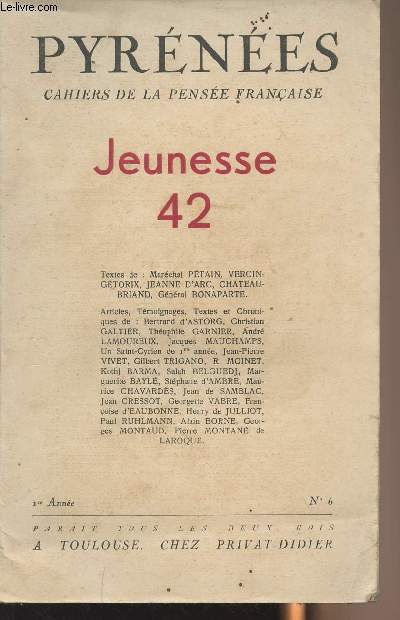 www.le-livre.com
PYRÉNÉES
CAHIERS DE LA PENSÉE FRANÇAISE
Jeunesse
42
Textes de : Maréchal PÉTAIN, VERCIN-
GÉTORIX, JEANNE D'ARC, CHATEAU-
BRIAND, Général BONAPARTE.
Articles, Témoignages, Textes et Chroni-
ques de : Bertrand d'ASTORG, Christian
GALTIER, Théophile GARNIER, André
LAMOUREUX, Jacques MAUCHAMPS,
Un Saint-Cyrien de 1re année, Jean-Pierre
VIVET, Gilbert TRIGANO, R. MOINET,
Kothj BARMA, Salah BELGUEDJ, Mar-
guerite BAYLE, Stéphane d'AMBRE, Mau-
rice CHAVARDÈS, Jean de SAMBLAC,
Jean CRESSOT, Georgette VABRE, Fran-
çoise d'EAUBONNE, Henry de JULLIOT,
Paul RUHLMANN, Alain BORNE, Geor-
ges MONTAUD, Pierre MONTANÉ de
LAROQUE.
1re Année N° 6
PARAIT TOUS LES DEUX MOIS
A TOULOUSE, CHEZ PRIVAT-DIDIER